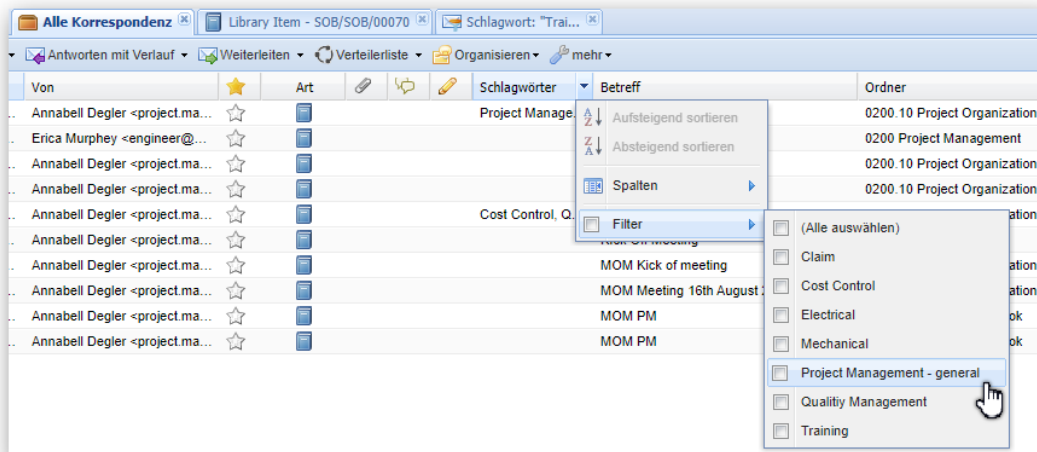 Alle Korrespondenz Library Item - SOB/SOB/00070 Schlagwort: "Trai...
Antworten mit Verlauf Weiterleiten Verteilerliste Organisieren mehr
Von Art Schlagwörter Betreff Ordner
Annabell Degler <project.ma... Project Manage. 0200.10 Project Organization
Aufsteigend sortieren
Erica Murphey <engineer@... 0200 Project Management
Absteigend sortieren
Annabell Degler <project.ma... 0200.10 Project Organization
Annabell Degler <project.ma... Spalten 0200.10 Project Organization
Annabell Degler <project.ma... Cost Control, Q. Filter
(Alle auswählen)
Annabell Degler <project.ma... Kick Off Meeting
Claim
Annabell Degler <project.ma... MOM Kick of meeting
Cost Control
Annabell Degler <project.ma... MOM Meeting 16th August
Electrical
Annabell Degler <project.ma... MOM PM
Mechanical
Annabell Degler <project.ma... MOM PM
Project Management - general
Qualitiy Management
Training